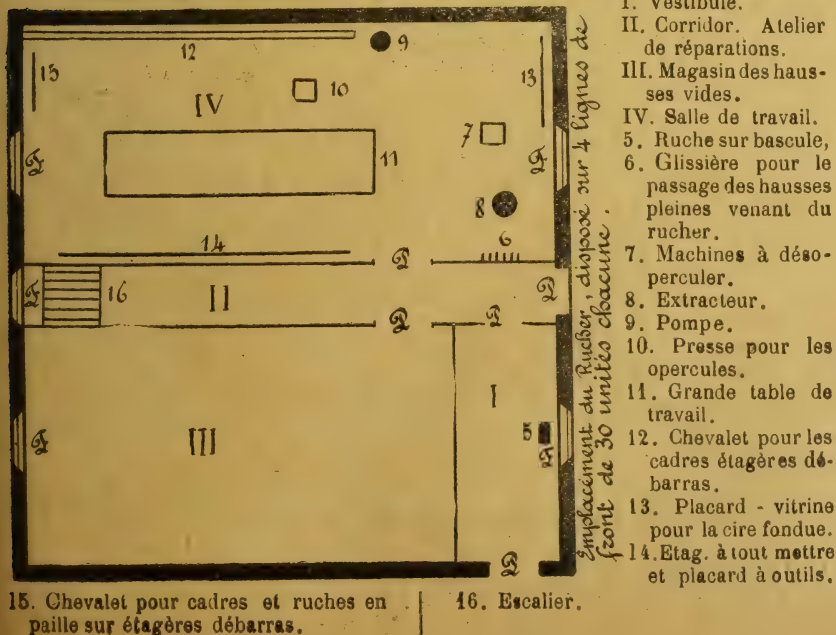 I. Vestibule.
II. Corridor. Atelier
de réparations.
III. Magasin des haus-
ses vides.
IV. Salle de travail.
5. Ruche sur bascule,
6. Glissière pour le
passage des hausses
pleines venant du
rucher.
7. Machines à déso-
perculer.
8. Extracteur.
9. Pompe.
10. Presse pour les
opercules.
11. Grande table de
travail.
12. Chevalet pour les
cadres étagères dé-
barras.
13. Placard - vitrine
pour la cire fondue.
14. Etag. à tout mettre
et placard à outils.
15. Chevalet pour cadres et ruches en
paille sur étagères débarras.
16. Escalier.
12
9
15
10
13
IV
7
11
F
F
8
14
6
P
F
16
II
P
P
P
I
III
5
F
P
Emplacement du Rucher, disposé sur 4 lignes de
front de 30 unités chacune.